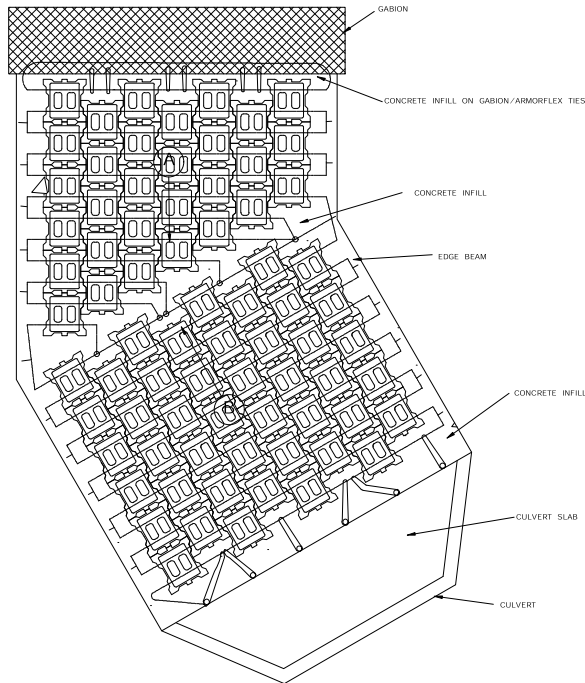 GABION
CONCRETE INFILL ON GABION/ARMORFLEX TIES
A
CONCRETE INFILL
EDGE BEAM
CONCRETE INFILL
B
CULVERT SLAB
CULVERT